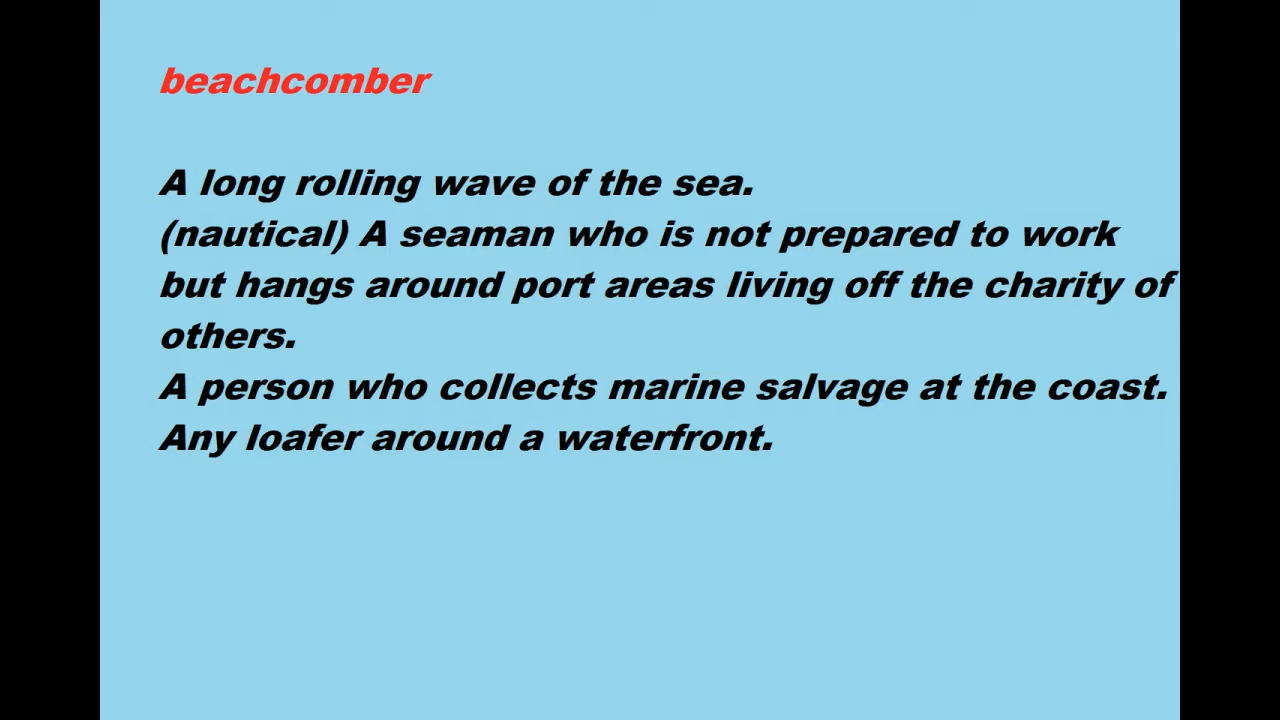 beachcomber
A long rolling wave of the sea.
(nautical) A seaman who is not prepared to work
but hangs around port areas living off the charity of
others.
A person who collects marine salvage at the coast.
Any loafer around a waterfront.